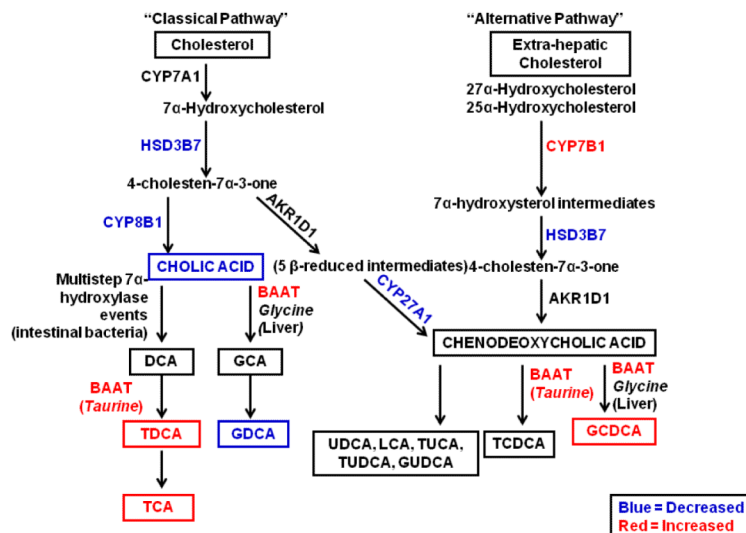 “Classical Pathway”
“Alternative Pathway”
Cholesterol
Extra-hepatic
Cholesterol
CYP7A1
27α-Hydroxycholesterol
25α-Hydroxycholesterol
7α-Hydroxycholesterol
HSD3B7
CYP7B1
4-cholesten-7α-3-one
AKR1D1
7α-hydroxysterol intermediates
CYP8B1
HSD3B7
CHOLIC ACID
(5 β-reduced intermediates)
4-cholesten-7α-3-one
Multistep 7α-
hydroxylase
events
(intestinal bacteria)
BAAT
Glycine
(Liver)
CYP27A1
AKR1D1
CHENODEOXYCHOLIC ACID
DCA
GCA
BAAT
(Taurine)
BAAT
(Taurine)
BAAT
Glycine
(Liver)
TDCA
GDCA
UDCA, LCA, TUCA,
TUDCA, GUDCA
TCDCA
GCDCA
TCA
Blue = Decreased
Red = Increased